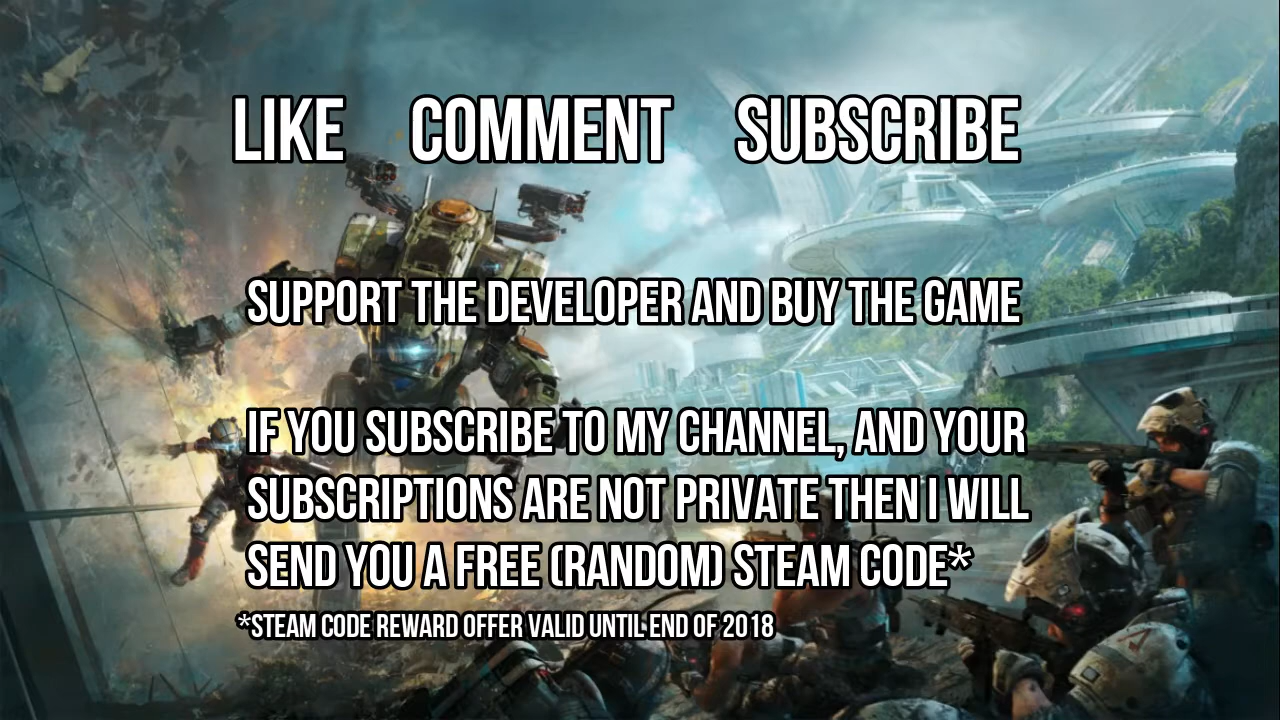 LIKE COMMENT SUBSCRIBE
SUPPORT THE DEVELOPER AND BUY THE GAME
IF YOU SUBSCRIBE TO MY CHANNEL, AND YOUR
SUBSCRIPTIONS ARE NOT PRIVATE THEN I WILL
SEND YOU A FREE (RANDOM) STEAM CODE*
*STEAM CODE REWARD OFFER VALID UNTIL END OF 2018